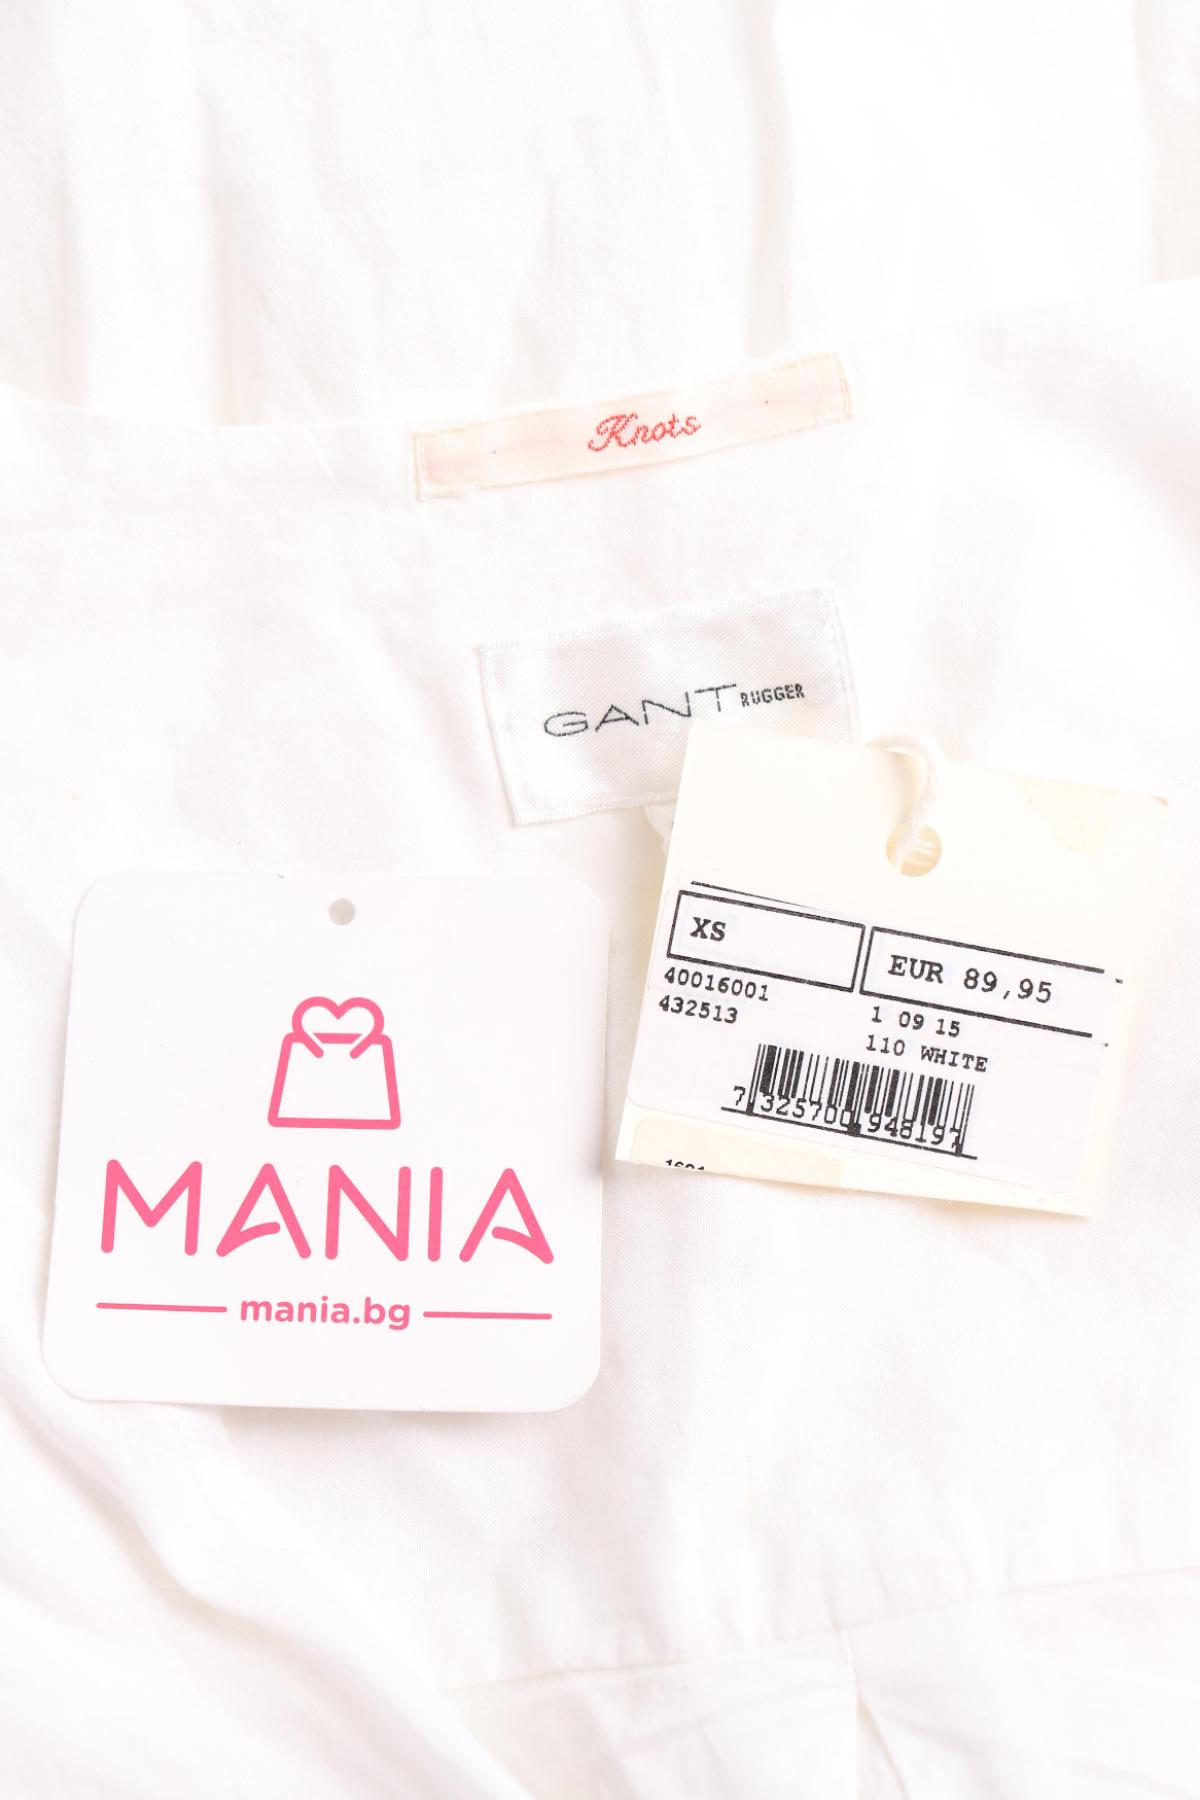 Knots
GANT RUGGER
XS
EUR 89,95
40016001
432513
1 09 15
110 WHITE
7 325700 948197
MANIA
mania.bg